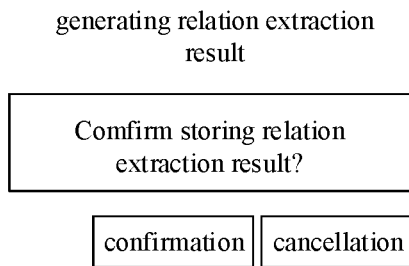 generating relation extraction
result
Comfirm storing relation
extraction result?
confirmation
cancellation